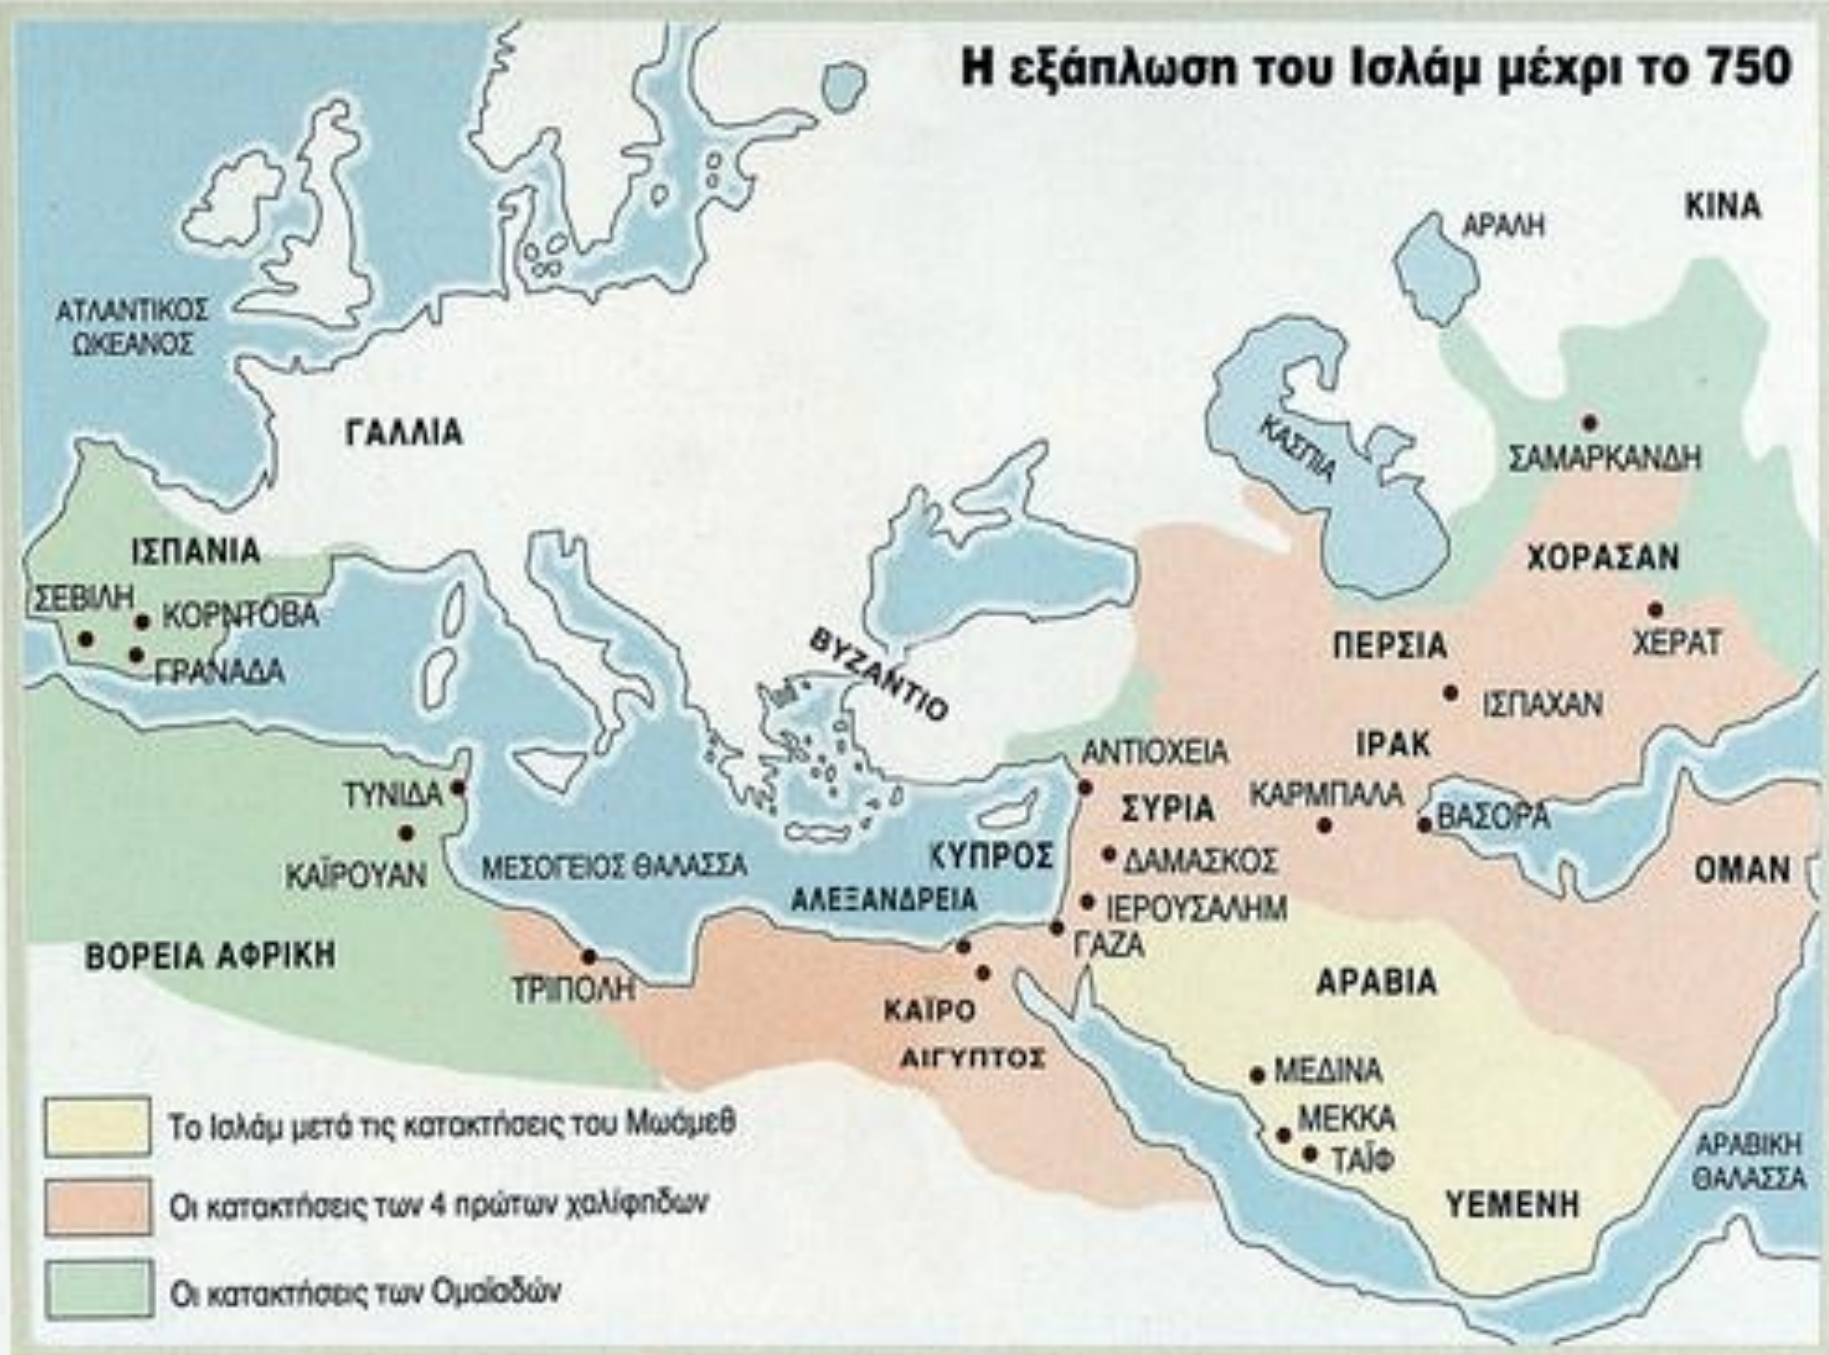 Η εξάπλωση του Ισλάμ μέχρι το 750
ΚΙΝΑ
ΑΡΑΛΗ
ΑΤΛΑΝΤΙΚΟΣ
ΩΚΕΑΝΟΣ
ΓΑΛΛΙΑ
ΚΑΣΠΙΑ
ΣΑΜΑΡΚΑΝΔΗ
ΙΣΠΑΝΙΑ
ΧΟΡΑΣΑΝ
ΣΕΒΙΛΗ
ΚΟΡΝΤΟΒΑ
ΓΡΑΝΑΔΑ
ΒΥΖΑΝΤΙΟ
ΠΕΡΣΙΑ
ΧΕΡΑΤ
ΙΣΠΑΧΑΝ
ΙΡΑΚ
ΑΝΤΙΟΧΕΙΑ
ΤΥΝΙΔΑ
ΣΥΡΙΑ
ΚΑΡΜΠΑΛΑ
ΒΑΣΟΡΑ
ΚΑΪΡΟΥΑΝ
ΜΕΣΟΓΕΙΟΣ ΘΑΛΑΣΣΑ
ΚΥΠΡΟΣ
ΔΑΜΑΣΚΟΣ
ΟΜΑΝ
ΑΛΕΞΑΝΔΡΕΙΑ
ΙΕΡΟΥΣΑΛΗΜ
ΓΑΖΑ
ΒΟΡΕΙΑ ΑΦΡΙΚΗ
ΤΡΙΠΟΛΗ
ΑΡΑΒΙΑ
ΚΑΪΡΟ
ΑΙΓΥΠΤΟΣ
ΜΕΔΙΝΑ
ΜΕΚΚΑ
ΤΑΪΦ
ΑΡΑΒΙΚΗ
ΘΑΛΑΣΣΑ
ΥΕΜΕΝΗ
Το Ισλάμ μετά τις κατακτήσεις του Μωάμεθ
Οι κατακτήσεις των 4 πρώτων χαλίφηδων
Οι κατακτήσεις των Ομαϊαδών